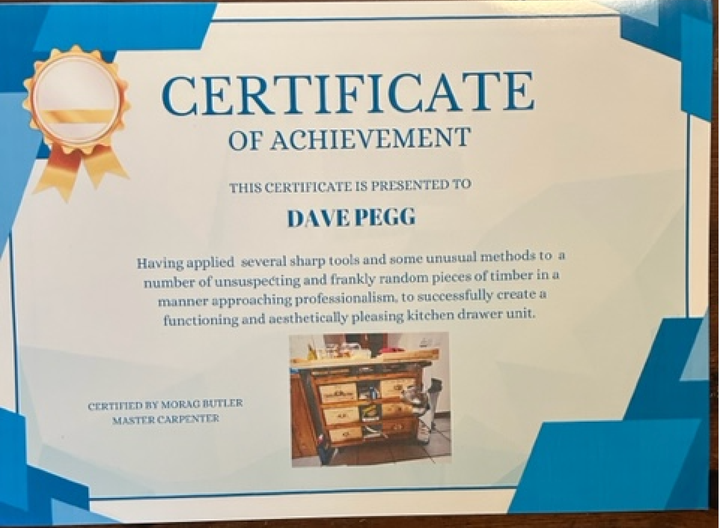 CERTIFICATE
OF ACHIEVEMENT
THIS CERTIFICATE IS PRESENTED TO
DAVE PEGG
Having applied several sharp tools and some unusual methods to a
number of unsuspecting and frankly random pieces of timber in a
manner approaching professionalism, to successfully create a
functioning and aesthetically pleasing kitchen drawer unit.
CERTIFIED BY MORAG BUTLER
MASTER CARPENTER